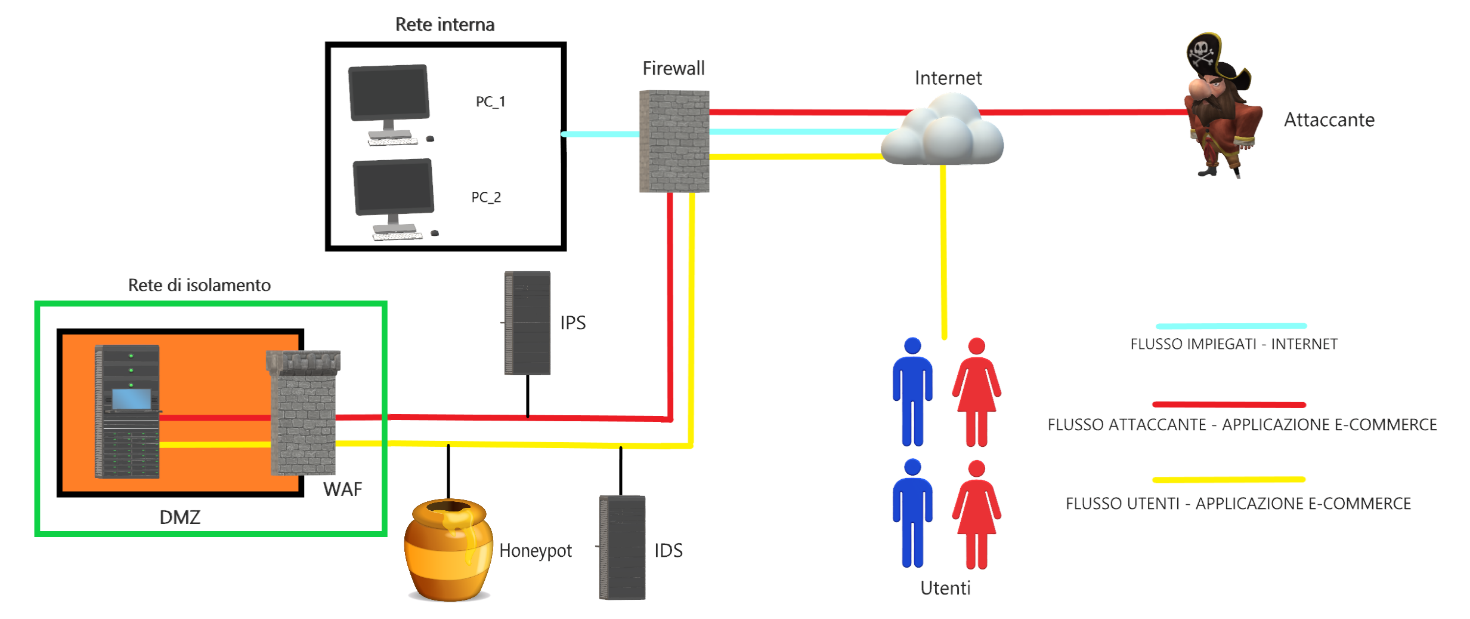 Rete interna
Firewall
Internet
PC_1
Attaccante
PC_2
Rete di isolamento
IPS
FLUSSO IMPIEGATI - INTERNET
FLUSSO ATTACCANTE - APPLICAZIONE E-COMMERCE
WAF
FLUSSO UTENTI - APPLICAZIONE E-COMMERCE
DMZ
Honeypot
IDS
Utenti